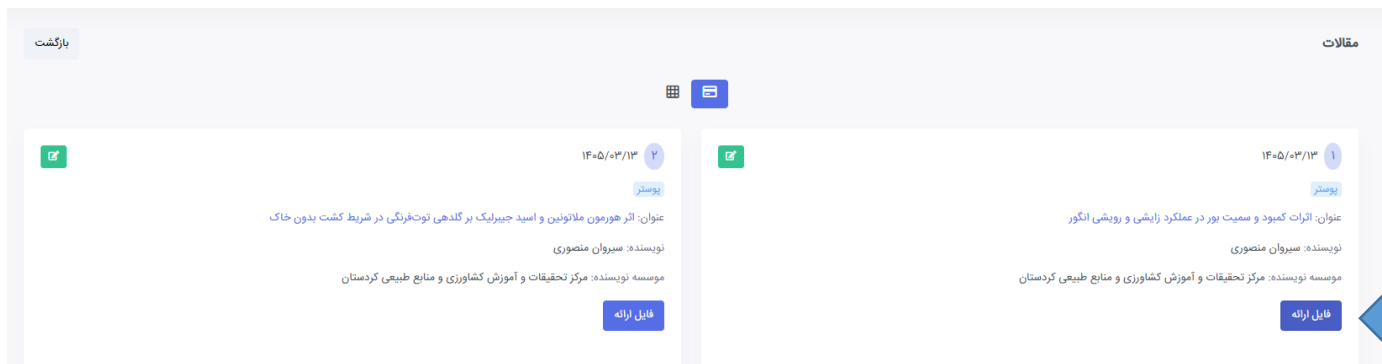 مقالات
بازگشت
۱ ۱۴۰۵/۰۳/۱۳
پوستر
عنوان: اثرات کمبود و سمیت بور در عملکرد زایشی و رویشی انگور
نویسنده: سیروان منصوری
موسسه نویسنده: مرکز تحقیقات و آموزش کشاورزی و منابع طبیعی کردستان
فایل ارائه
۲ ۱۴۰۵/۰۳/۱۳
پوستر
عنوان: اثر هورمون ملاتونین و اسید جیبرلیک بر گلدهی توت‌فرنگی در شریط کشت بدون خاک
نویسنده: سیروان منصوری
موسسه نویسنده: مرکز تحقیقات و آموزش کشاورزی و منابع طبیعی کردستان
فایل ارائه